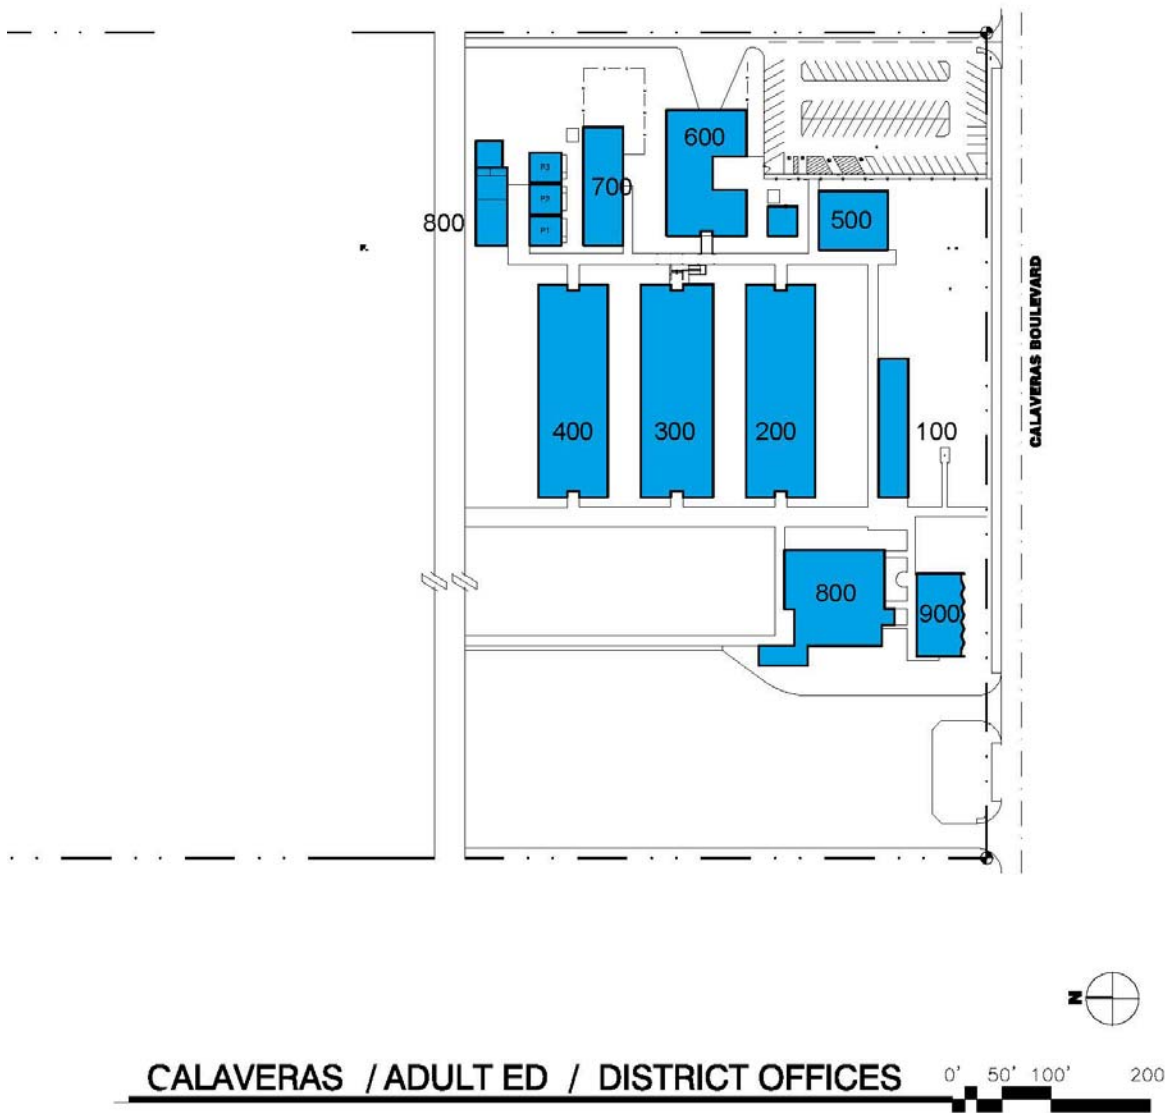 600
700
P3
P2
P1
800
500
CALAVERAS BOULEVARD
400
300
200
100
800
900
N
CALAVERAS / ADULT ED / DISTRICT OFFICES
0' 50' 100' 200